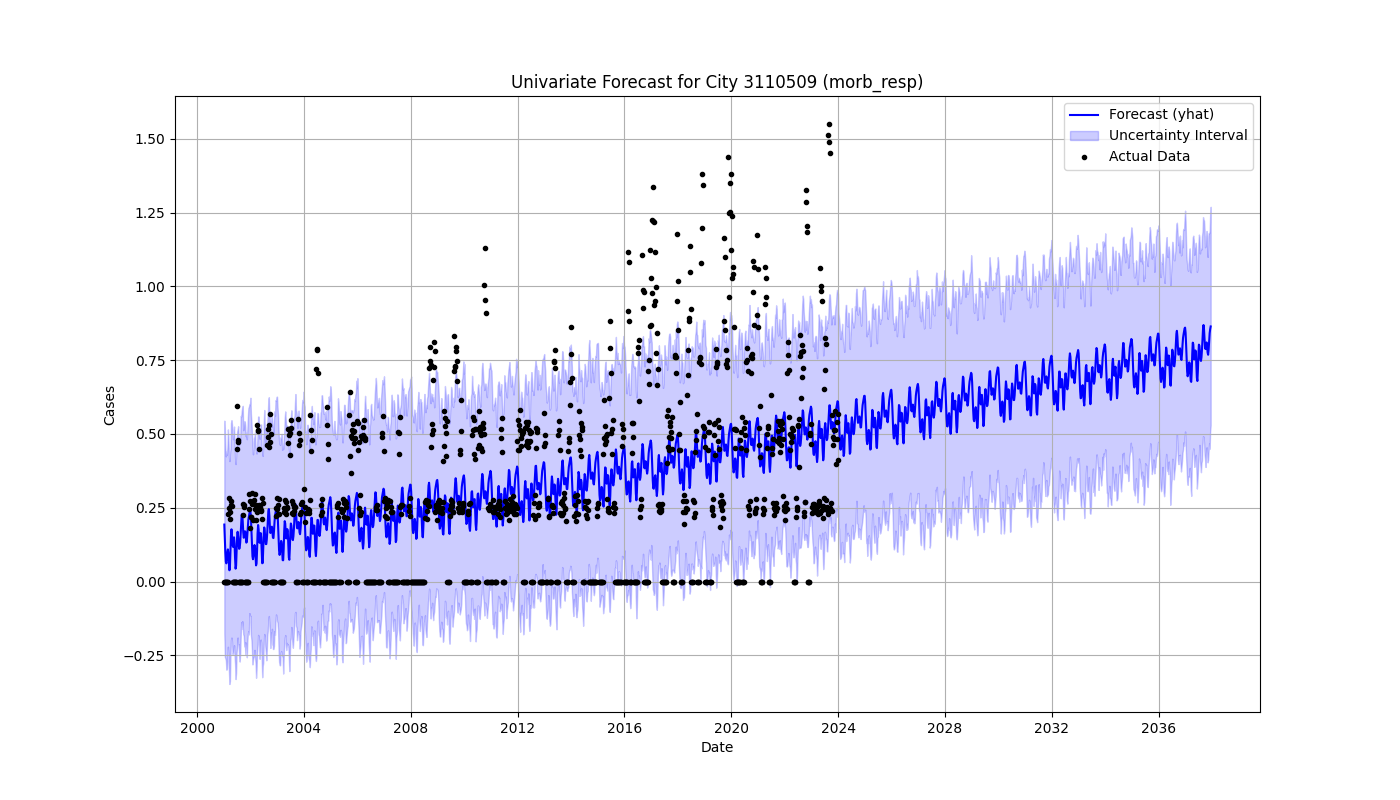 Univariate Forecast for City 3110509 (morb_resp)
Forecast (yhat)
Uncertainty Interval
Actual Data
Cases
1.50
1.25
1.00
0.75
0.50
0.25
0.00
−0.25
2000 2004 2008 2012 2016 2020 2024 2028 2032 2036
Date